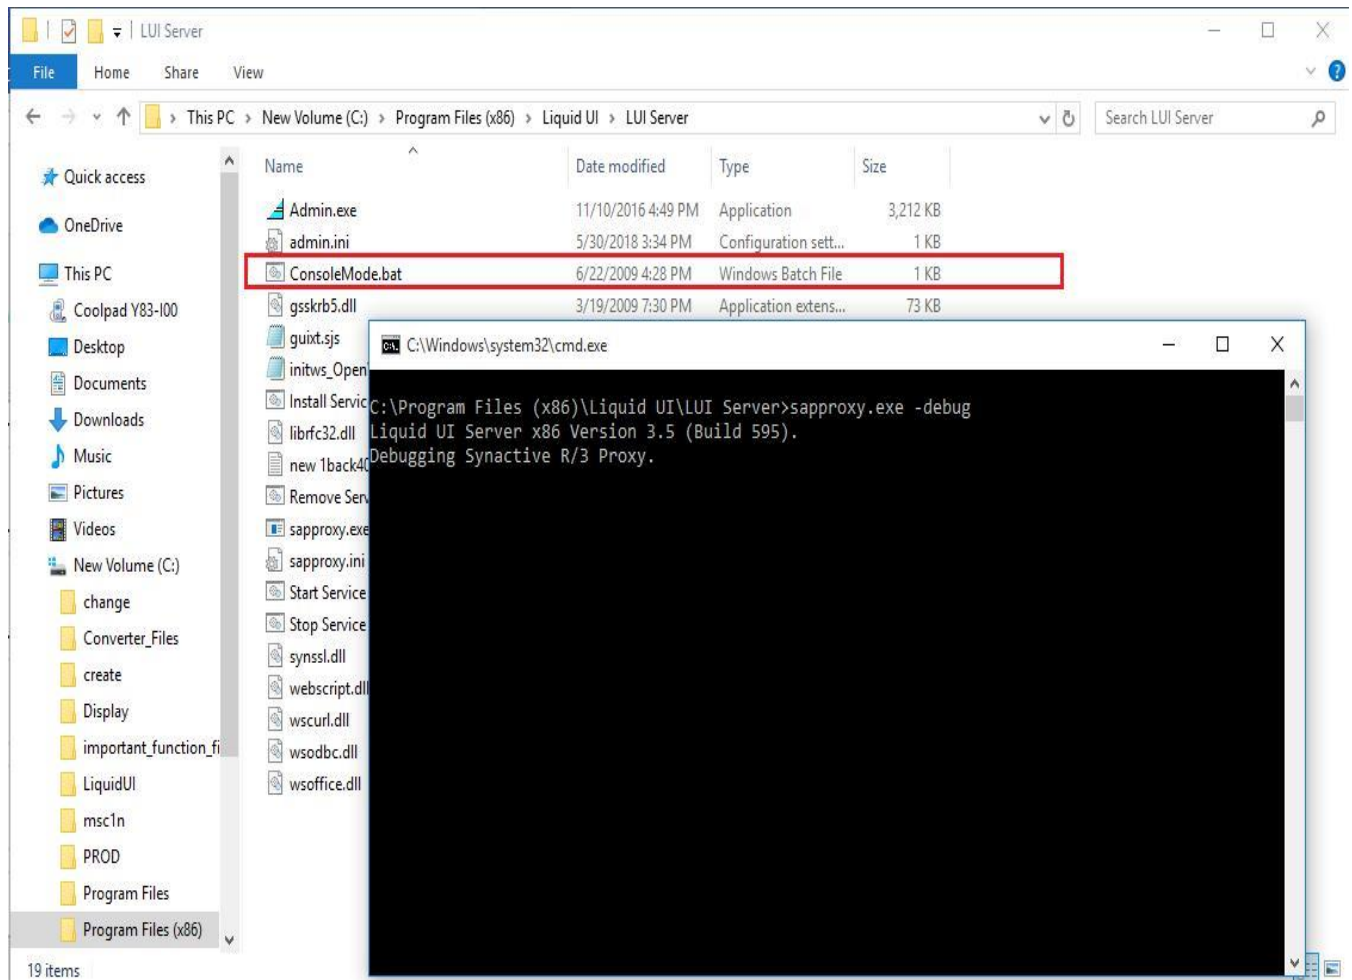 LUI Server
File Home Share View
This PC > New Volume (C:) > Program Files (x86) > Liquid UI > LUI Server
Search LUI Server
Quick access
OneDrive
This PC
Coolpad Y83-I00
Desktop
Documents
Downloads
Music
Pictures
Videos
New Volume (C:)
change
Converter_Files
create
Display
important_function_fi
LiquidUI
msc1n
PROD
Program Files
Program Files (x86)
Name Date modified Type Size
Admin.exe 11/10/2016 4:49 PM Application 3,212 KB
admin.ini 5/30/2018 3:34 PM Configuration sett... 1 KB
ConsoleMode.bat 6/22/2009 4:28 PM Windows Batch File 1 KB
gsskrb5.dll 3/19/2009 7:30 PM Application extens... 73 KB
guixt.sjs
initws_Open
Install Servic
librfc32.dll
new 1back40
Remove Serv
sapproxy.exe
sapproxy.ini
Start Service
Stop Service
synssl.dll
webscript.dll
wscurl.dll
wsodbc.dll
wsoffice.dll
C:\Windows\system32\cmd.exe
C:\Program Files (x86)\Liquid UI\LUI Server>sapproxy.exe -debug
Liquid UI Server x86 Version 3.5 (Build 595).
Debugging Synactive R/3 Proxy.
19 items